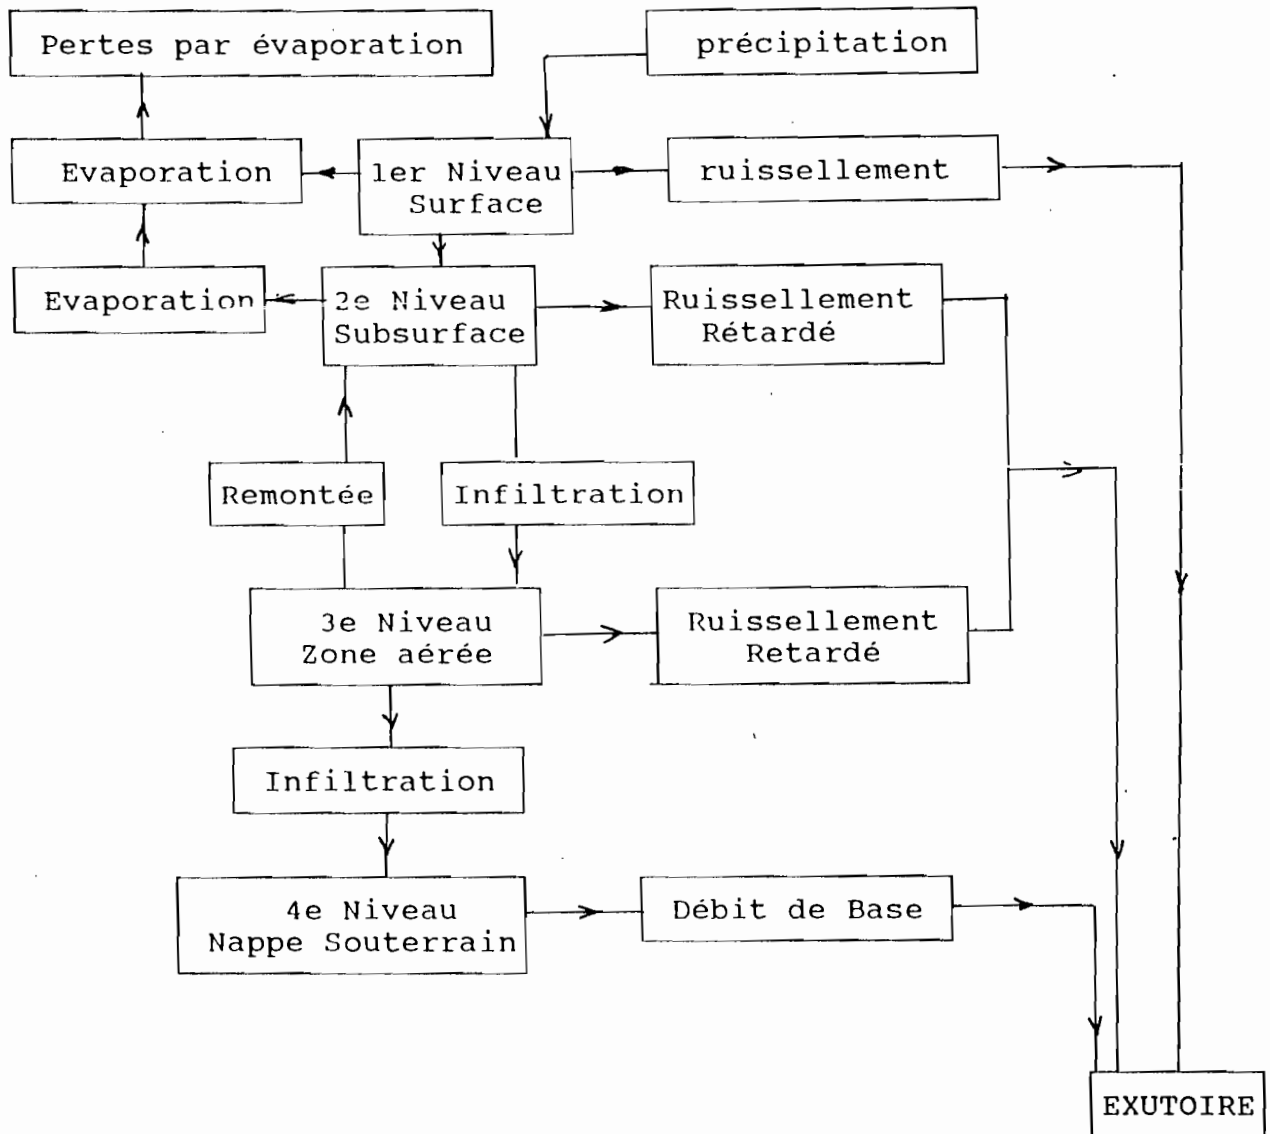 Pertes par évaporation
précipitation
Evaporation
1er Niveau
Surface
ruissellement
Evaporation
2e Niveau
Subsurface
Ruissellement
Rétardé
Remontée
Infiltration
3e Niveau
Zone aérée
Ruissellement
Retardé
Infiltration
4e Niveau
Nappe Souterrain
Débit de Base
EXUTOIRE